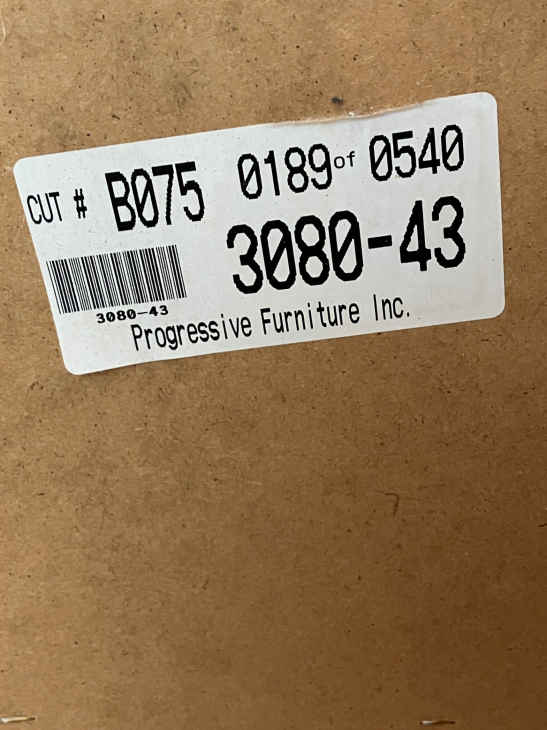 CUT # B075 0189 of 0540
3080-43
3080-43
Progressive Furniture Inc.